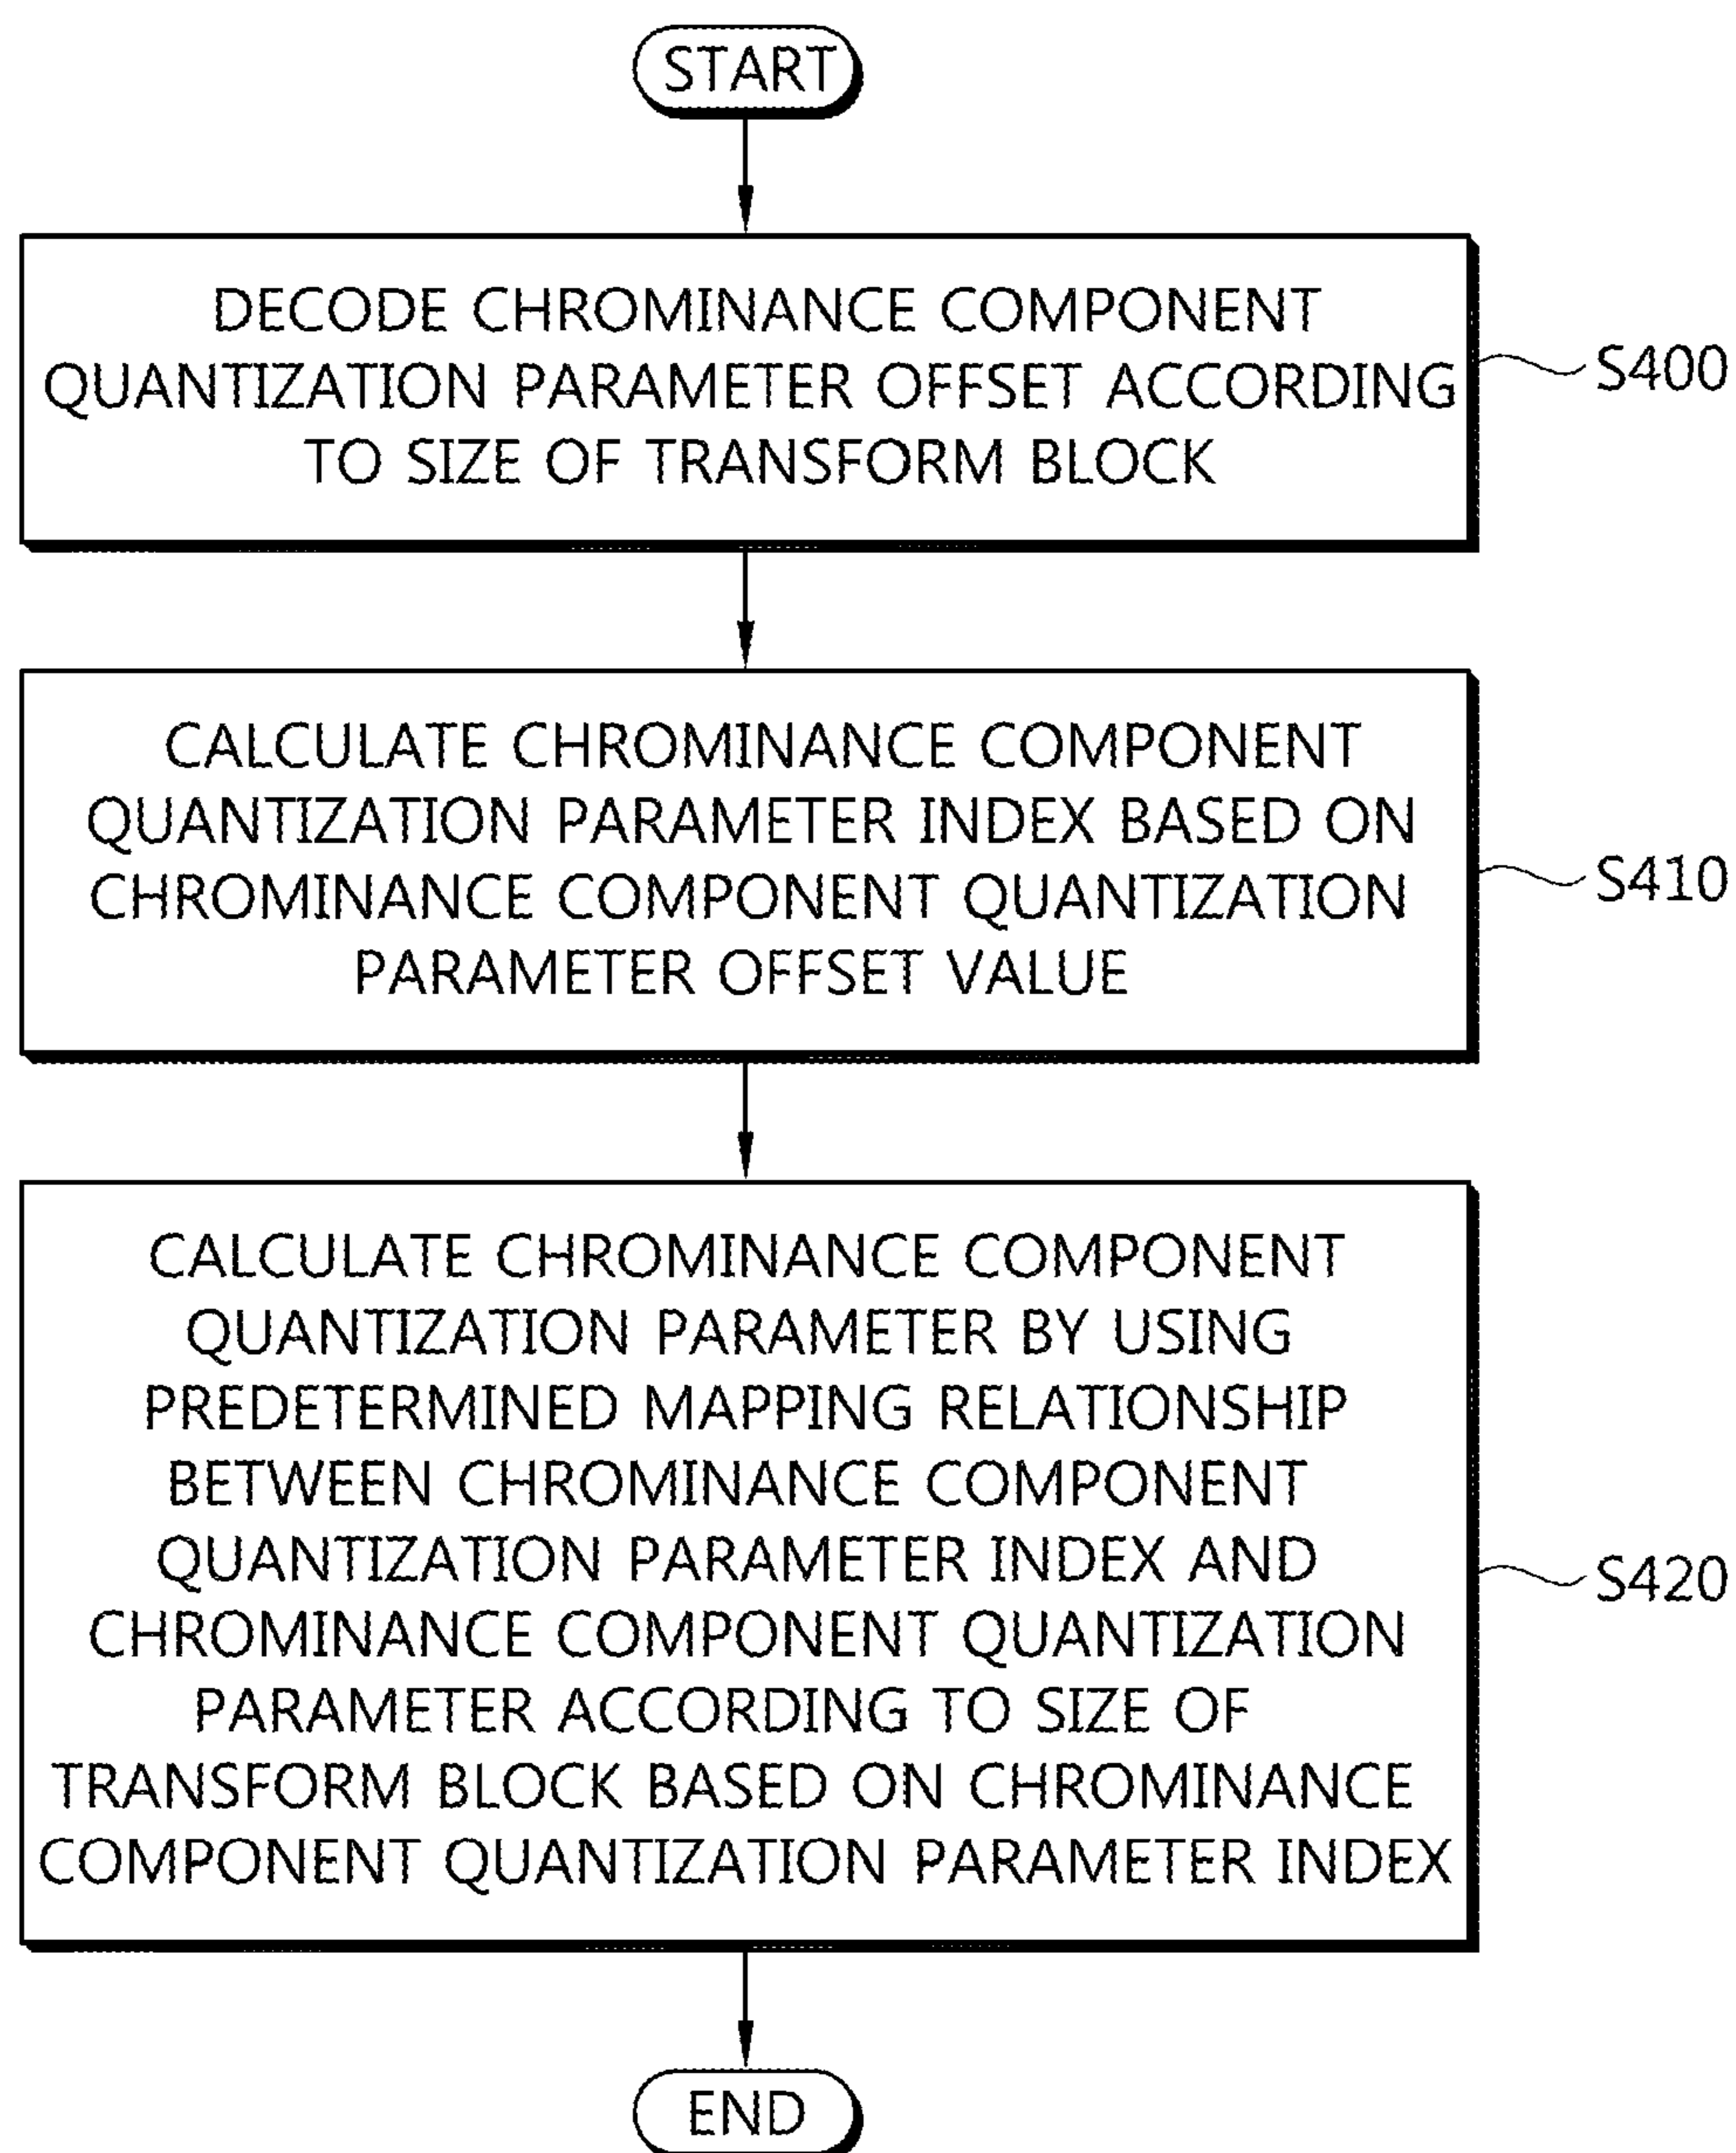 START
DECODE CHROMINANCE COMPONENT
QUANTIZATION PARAMETER OFFSET ACCORDING
TO SIZE OF TRANSFORM BLOCK
S400
CALCULATE CHROMINANCE COMPONENT
QUANTIZATION PARAMETER INDEX BASED ON
CHROMINANCE COMPONENT QUANTIZATION
PARAMETER OFFSET VALUE
S410
CALCULATE CHROMINANCE COMPONENT
QUANTIZATION PARAMETER BY USING
PREDETERMINED MAPPING RELATIONSHIP
BETWEEN CHROMINANCE COMPONENT
QUANTIZATION PARAMETER INDEX AND
CHROMINANCE COMPONENT QUANTIZATION
PARAMETER ACCORDING TO SIZE OF
TRANSFORM BLOCK BASED ON CHROMINANCE
COMPONENT QUANTIZATION PARAMETER INDEX
S420
END